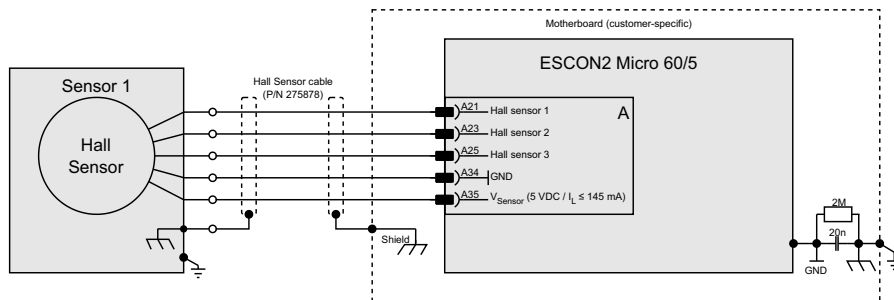 Motherboard (customer-specific)
ESCON2 Micro 60/5
Sensor 1
Hall Sensor cable
(P/N 275878)
Hall
Sensor
A
A21 Hall sensor 1
A23 Hall sensor 2
A25 Hall sensor 3
A34 GND
A35 VSensor (5 VDC / IL ≤ 145 mA)
Shield
2M
20n
GND